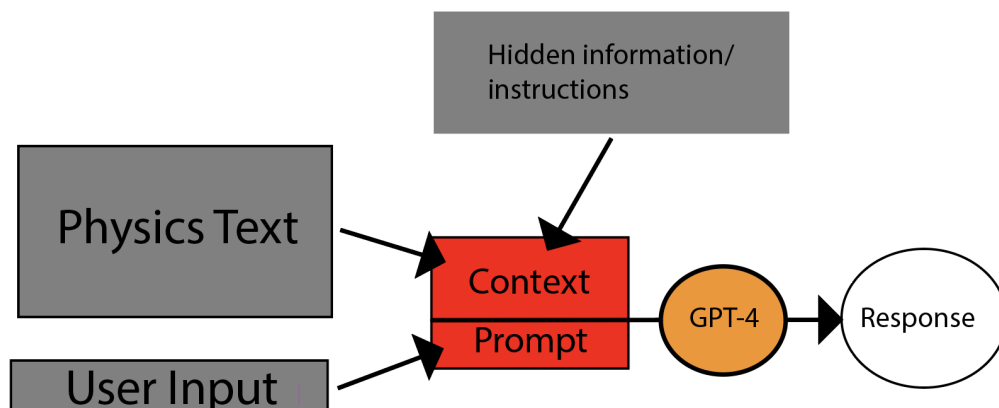 Hidden information/
instructions
Physics Text
Context
GPT-4
Response
Prompt
User Input